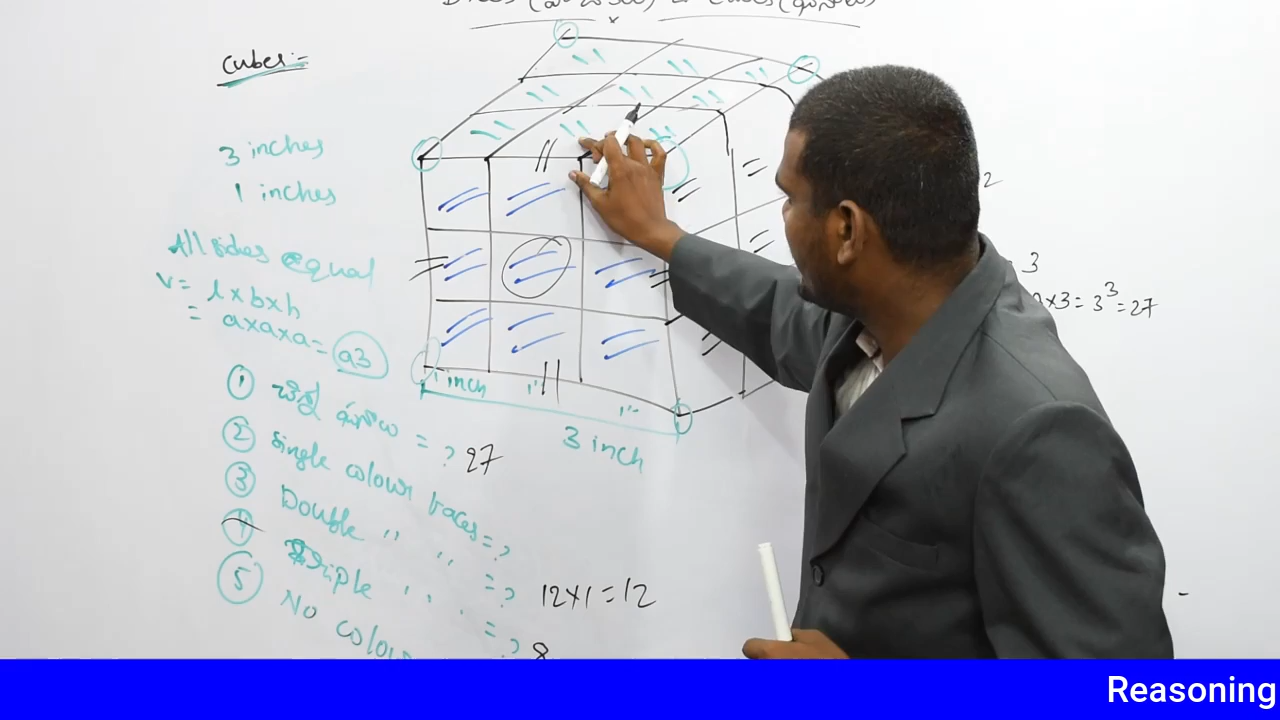 Cubes:-
3 inches
1 inches
All sides equal
V = l x b x h
= a x a x a = a3
1
2 single colour faces = ?
27
3 Double " " = ?
12x1=12
4 Triple " " = ?
8
5 No colour
1 inch 1" 1"
3 inch
2
= 3
x3 = 3³ = 27
Reasoning